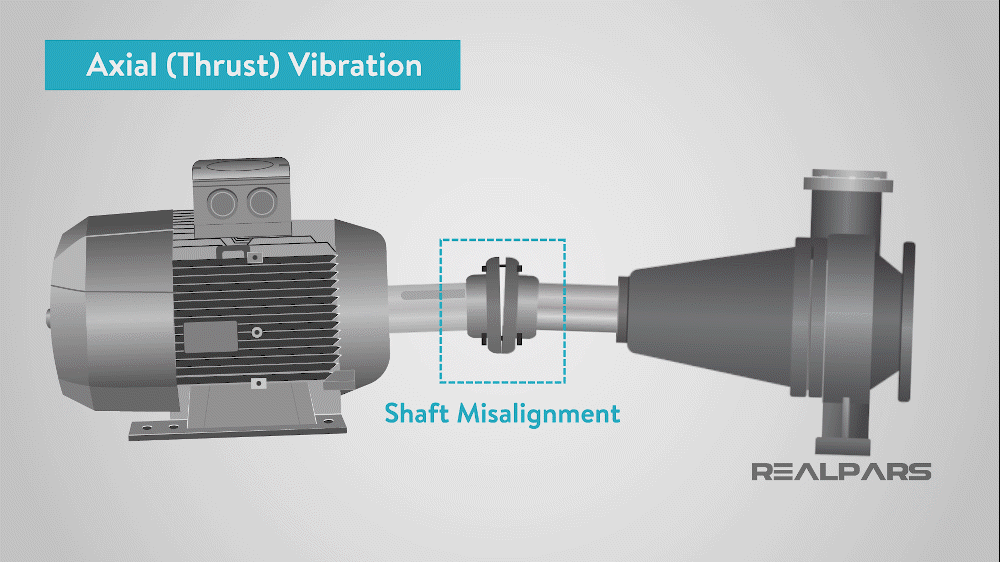 Axial (Thrust) Vibration
Shaft Misalignment
REALPARS